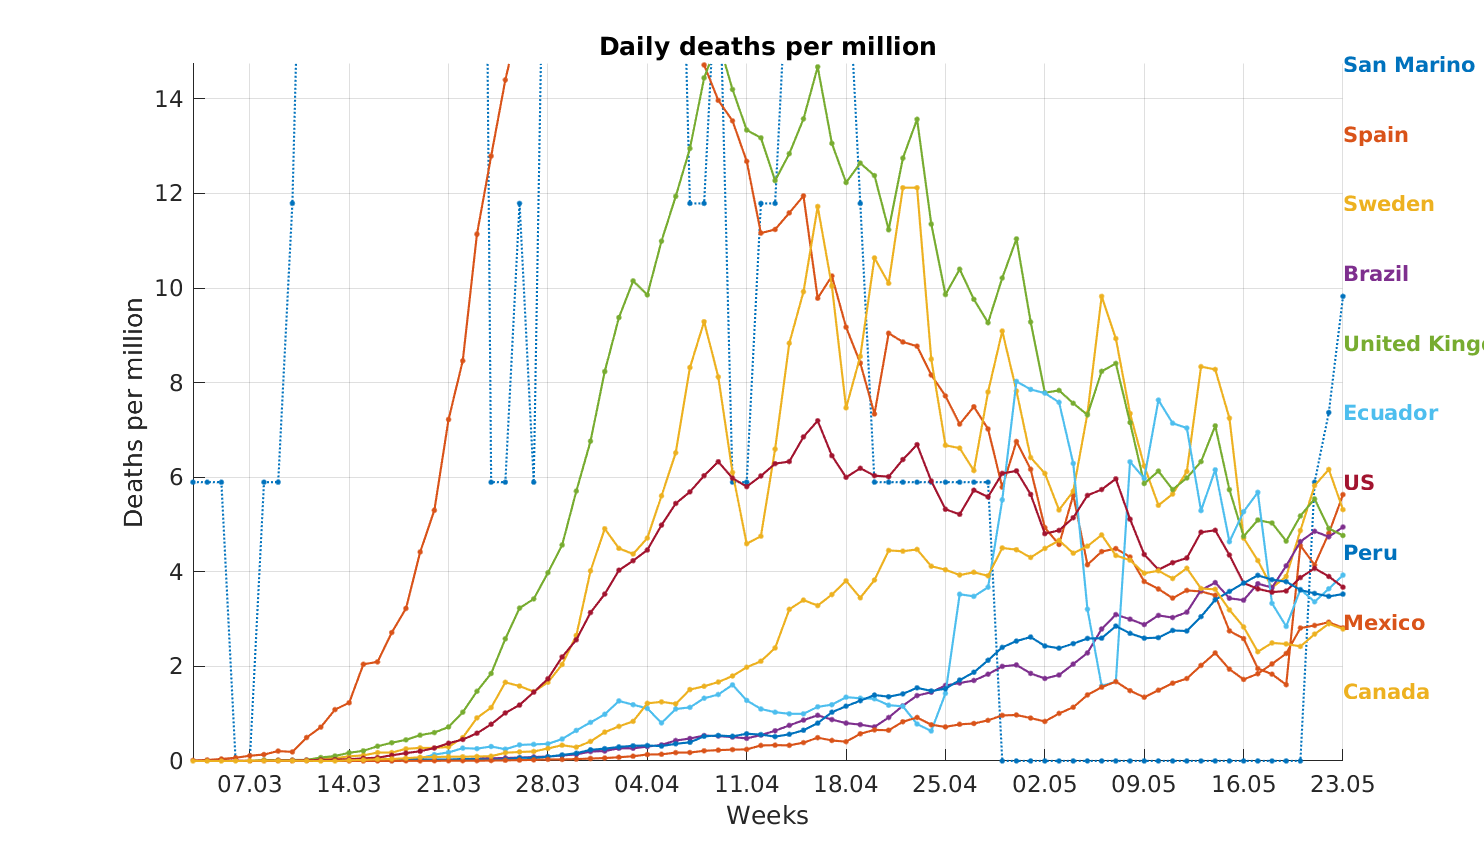 Daily deaths per million
Deaths per million
14
12
10
8
6
4
2
0
07.03 14.03 21.03 28.03 04.04 11.04 18.04 25.04 02.05 09.05 16.05 23.05
Weeks
San Marino
Spain
Sweden
Brazil
United King
Ecuador
US
Peru
Mexico
Canada